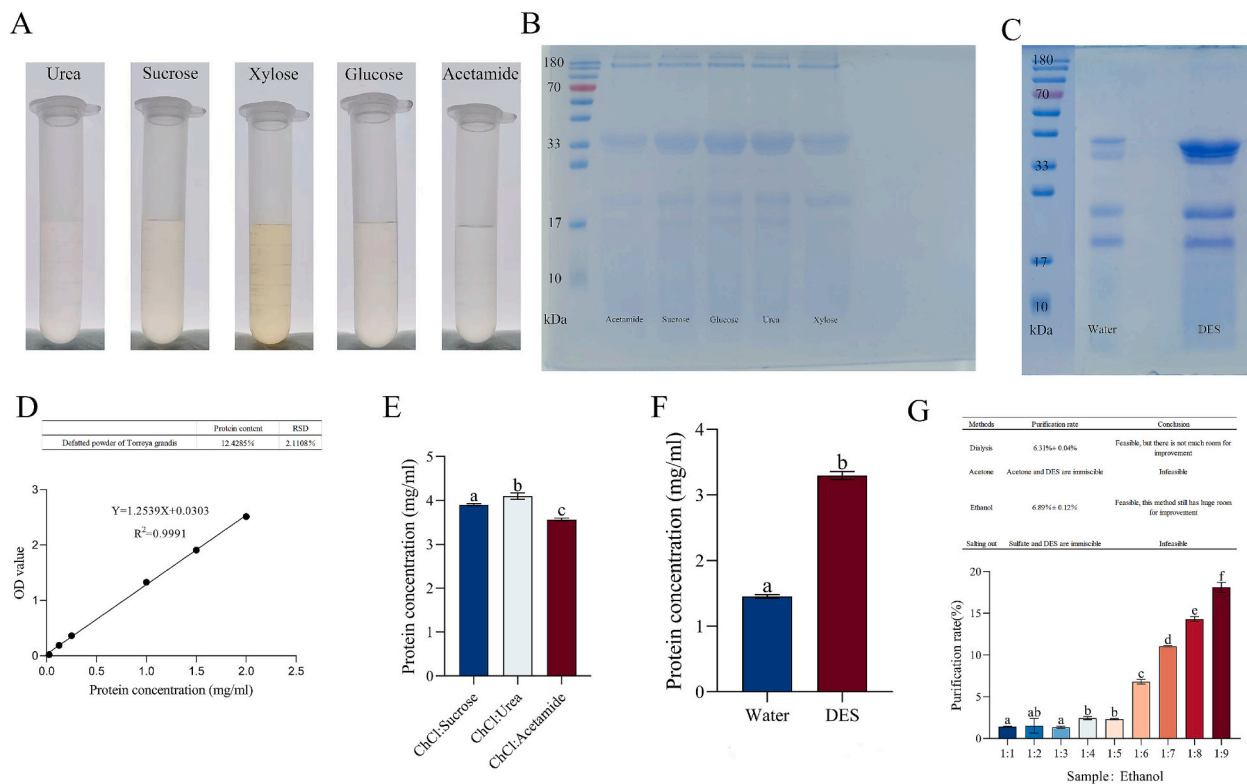 A
Urea
Sucrose
Xylose
Glucose
Acetamide
B
180
70
33
17
10
kDa
Acetamide
Sucrose
Glucose
Urea
Xylose
C
180
70
33
17
10
kDa
Water
DES
D
Protein content
RSD
Defatted powder of Torreya grandis
12.4285%
2.1108%
3
2
1
0
OD value
Y=1.2539X+0.0303
R²=0.9991
0.0
0.5
1.0
1.5
2.0
2.5
Protein concentration (mg/ml)
E
Protein concentration (mg/ml)
5
4
3
2
1
0
a
b
c
ChCl:Sucrose
ChCl:Urea
ChCl:Acetamide
F
Protein concentration (mg/ml)
4
3
2
1
0
a
b
Water
DES
G
Methods
Purification rate
Conclusion
Dialysis
6.31%± 0.04%
Feasible, but there is not much room for
improvement
Acetone
Acetone and DES are immiscible
Infeasible
Ethanol
6.89%± 0.12%
Feasible, this method still has huge room
for improvement
Salting out
Sulfate and DES are immiscible
Infeasible
Purification rate(%)
20
15
10
5
0
a
ab
a
b
b
c
d
e
f
1:1
1:2
1:3
1:4
1:5
1:6
1:7
1:8
1:9
Sample: Ethanol